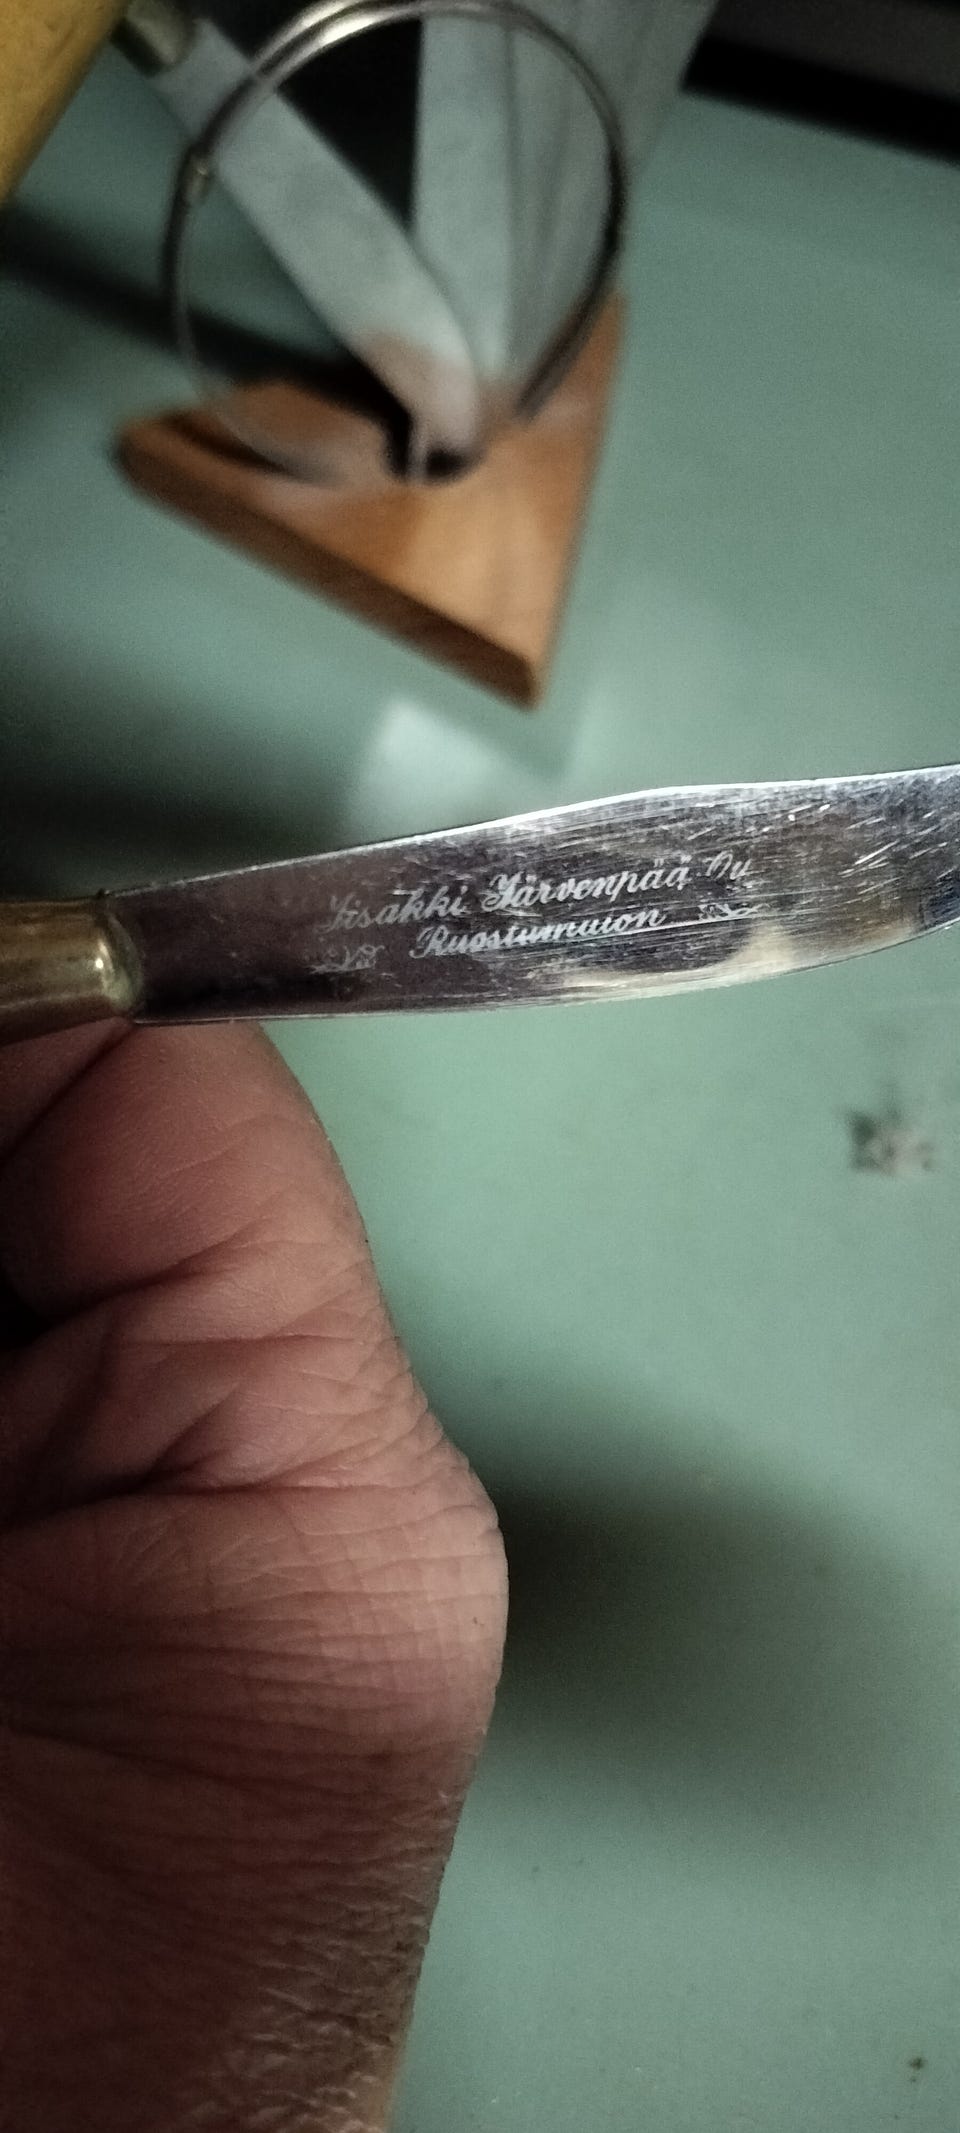 Iisakki Järvenpää Oy
Ruostumaton